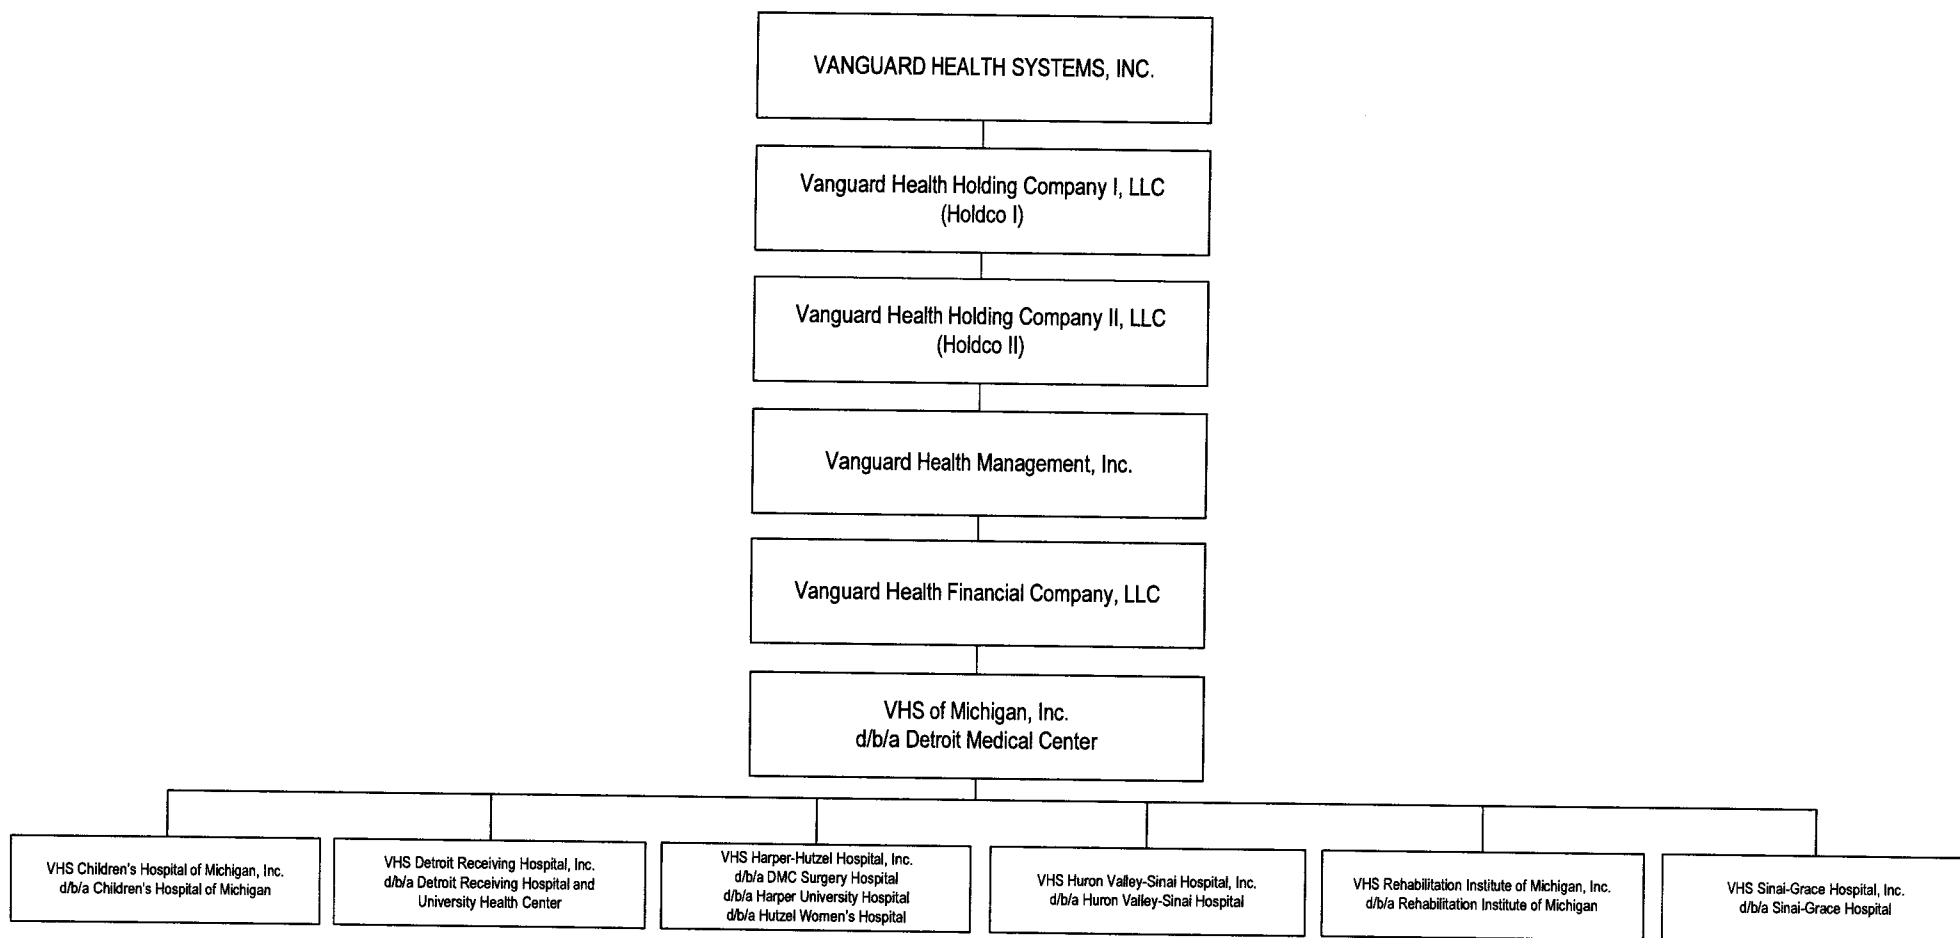 VANGUARD HEALTH SYSTEMS, INC.
Vanguard Health Holding Company I, LLC
(Holdco I)
Vanguard Health Holding Company II, LLC
(Holdco II)
Vanguard Health Management, Inc.
Vanguard Health Financial Company, LLC
VHS of Michigan, Inc.
d/b/a Detroit Medical Center
VHS Children's Hospital of Michigan, Inc.
d/b/a Children's Hospital of Michigan
VHS Detroit Receiving Hospital, Inc.
d/b/a Detroit Receiving Hospital and
University Health Center
VHS Harper-Hutzel Hospital, Inc.
d/b/a DMC Surgery Hospital
d/b/a Harper University Hospital
d/b/a Hutzel Women's Hospital
VHS Huron Valley-Sinai Hospital, Inc.
d/b/a Huron Valley-Sinai Hospital
VHS Rehabilitation Institute of Michigan, Inc.
d/b/a Rehabilitation Institute of Michigan
VHS Sinai-Grace Hospital, Inc.
d/b/a Sinai-Grace Hospital